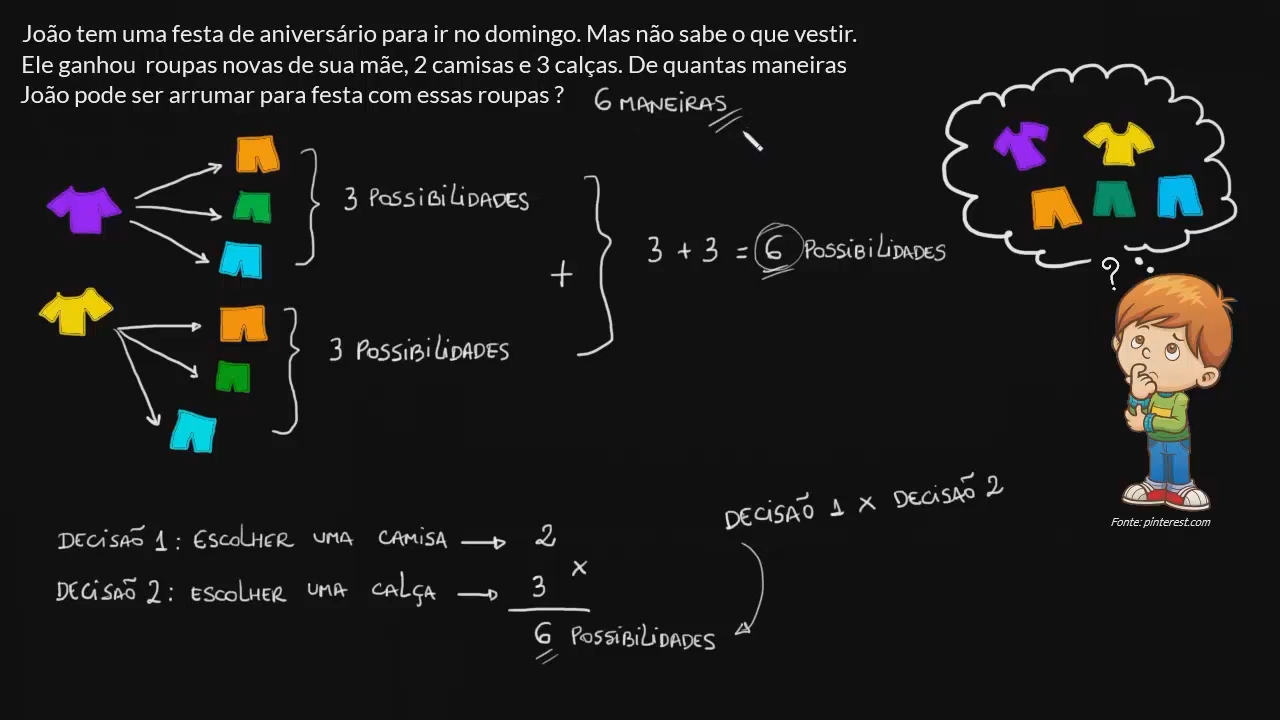 João tem uma festa de aniversário para ir no domingo. Mas não sabe o que vestir.
Ele ganhou roupas novas de sua mãe, 2 camisas e 3 calças. De quantas maneiras
João pode ser arrumar para festa com essas roupas ? 6 MANEIRAS
3 POSSIBILIDADES
+
3 + 3 = 6 POSSIBILIDADES
?
3 POSSIBILIDADES
DECISÃO 1 X DECISÃO 2
Fonte: pinterest.com
DECISÃO 1: ESCOLHER UMA CAMISA → 2
X
DECISÃO 2: ESCOLHER UMA CALÇA → 3
6 POSSIBILIDADES